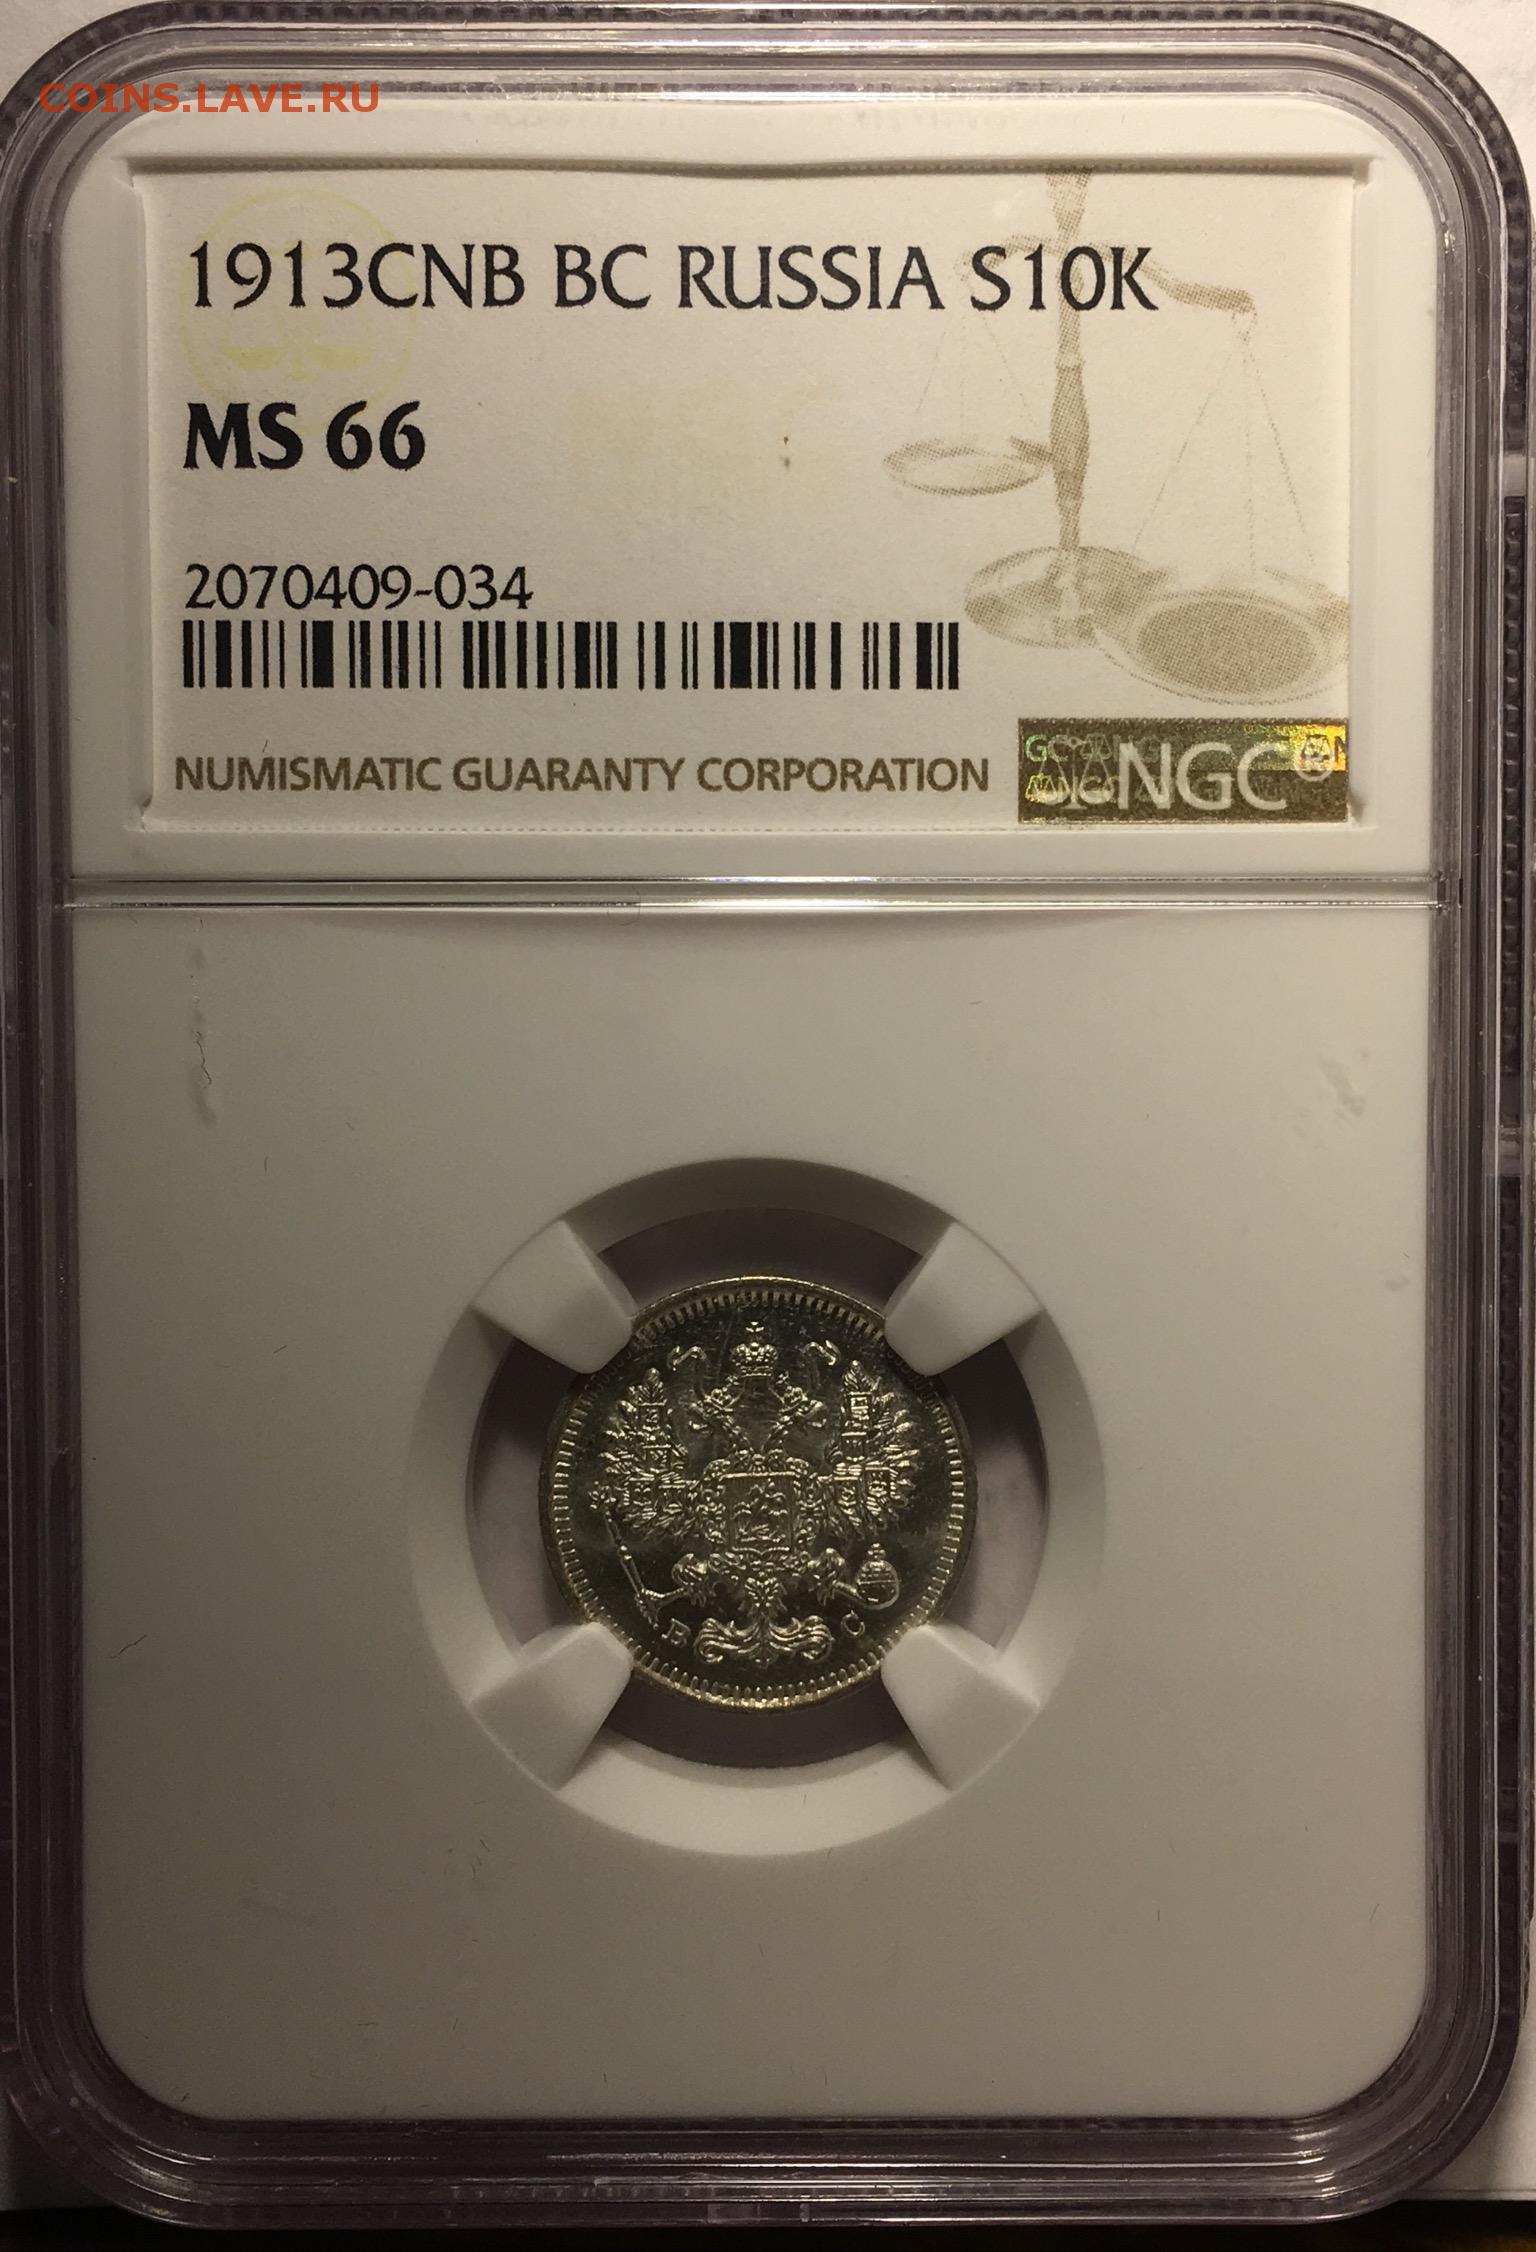 COINS.LAVE.RU
1913CNB BC RUSSIA S10K
MS 66
2070409-034
NUMISMATIC GUARANTY CORPORATION
NGC®
В С